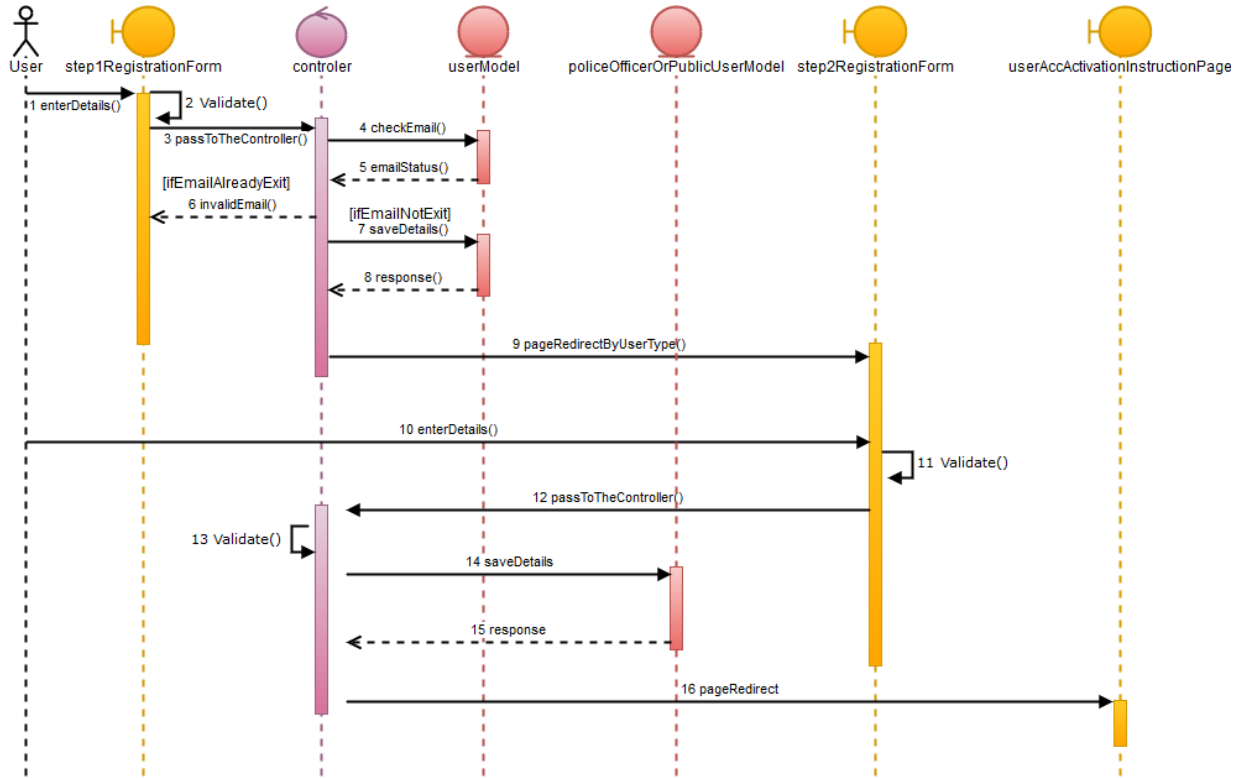 User
step1RegistrationForm
controler
userModel
policeOfficerOrPublicUserModel
step2RegistrationForm
userAccActivationInstructionPage
1 enterDetails()
2 Validate()
3 passToTheController()
4 checkEmail()
5 emailStatus()
[ifEmailAlreadyExit]
6 invalidEmail()
[ifEmailNotExit]
7 saveDetails()
8 response()
9 pageRedirectByUserType()
10 enterDetails()
11 Validate()
12 passToTheController()
13 Validate()
14 saveDetails
15 response
16 pageRedirect